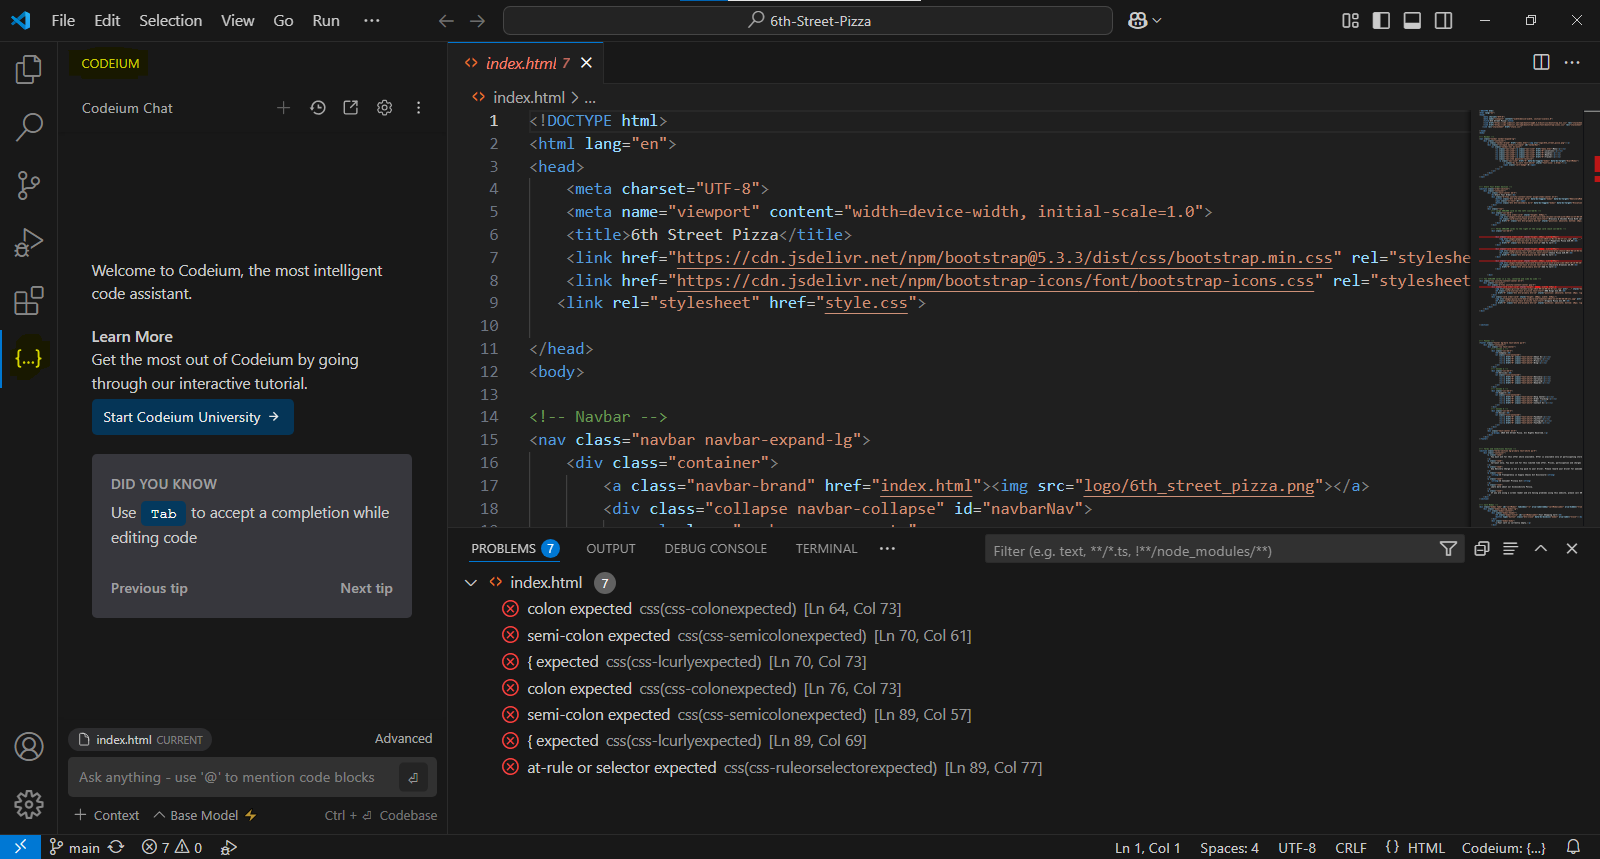 File Edit Selection View Go Run ···
6th-Street-Pizza
CODEIUM
Codeium Chat
Welcome to Codeium, the most intelligent
code assistant.
Learn More
Get the most out of Codeium by going
through our interactive tutorial.
Start Codeium University →
DID YOU KNOW
Use Tab to accept a completion while
editing code
Previous tip Next tip
index.html CURRENT Advanced
Ask anything - use '@' to mention code blocks
+ Context Base Model Ctrl + ⏎ Codebase
index.html 7
index.html > ...
1 <!DOCTYPE html>
2 <html lang="en">
3 <head>
4 <meta charset="UTF-8">
5 <meta name="viewport" content="width=device-width, initial-scale=1.0">
6 <title>6th Street Pizza</title>
7 <link href="https://cdn.jsdelivr.net/npm/bootstrap@5.3.3/dist/css/bootstrap.min.css" rel="styleshe
8 <link href="https://cdn.jsdelivr.net/npm/bootstrap-icons/font/bootstrap-icons.css" rel="stylesheet
9 <link rel="stylesheet" href="style.css">
10
11 </head>
12 <body>
13
14 <!-- Navbar -->
15 <nav class="navbar navbar-expand-lg">
16 <div class="container">
17 <a class="navbar-brand" href="index.html"><img src="logo/6th_street_pizza.png"></a>
18 <div class="collapse navbar-collapse" id="navbarNav">
PROBLEMS 7 OUTPUT DEBUG CONSOLE TERMINAL ··· Filter (e.g. text, **/*.ts, !**/node_modules/**)
index.html 7
colon expected css(css-colonexpected) [Ln 64, Col 73]
semi-colon expected css(css-semicolonexpected) [Ln 70, Col 61]
{ expected css(css-lcurlyexpected) [Ln 70, Col 73]
colon expected css(css-colonexpected) [Ln 76, Col 73]
semi-colon expected css(css-semicolonexpected) [Ln 89, Col 57]
{ expected css(css-lcurlyexpected) [Ln 89, Col 69]
at-rule or selector expected css(css-ruleorselectorexpected) [Ln 89, Col 77]
main 7 0 Ln 1, Col 1 Spaces: 4 UTF-8 CRLF {} HTML Codeium: {...}